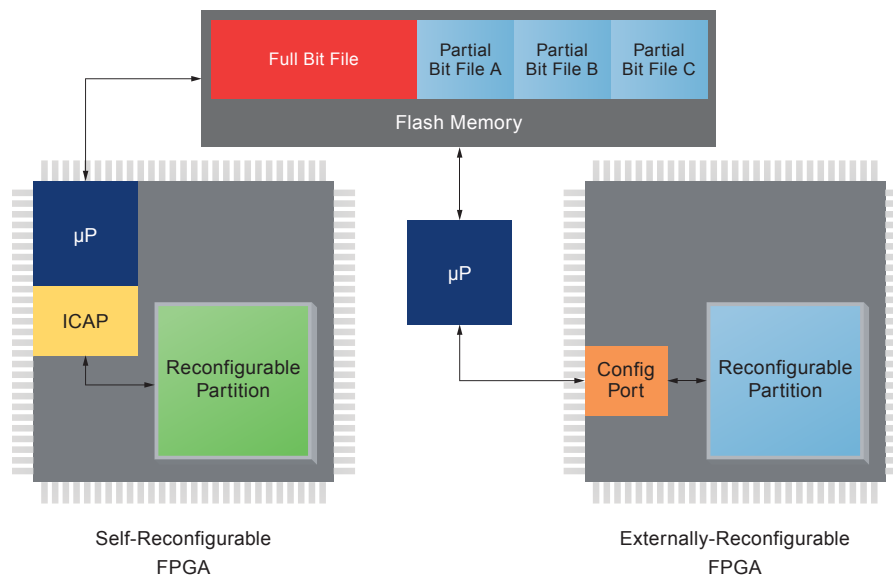 Full Bit File
Partial
Bit File A
Partial
Bit File B
Partial
Bit File C
Flash Memory
µP
ICAP
Reconfigurable
Partition
µP
Config
Port
Reconfigurable
Partition
Self-Reconfigurable
FPGA
Externally-Reconfigurable
FPGA